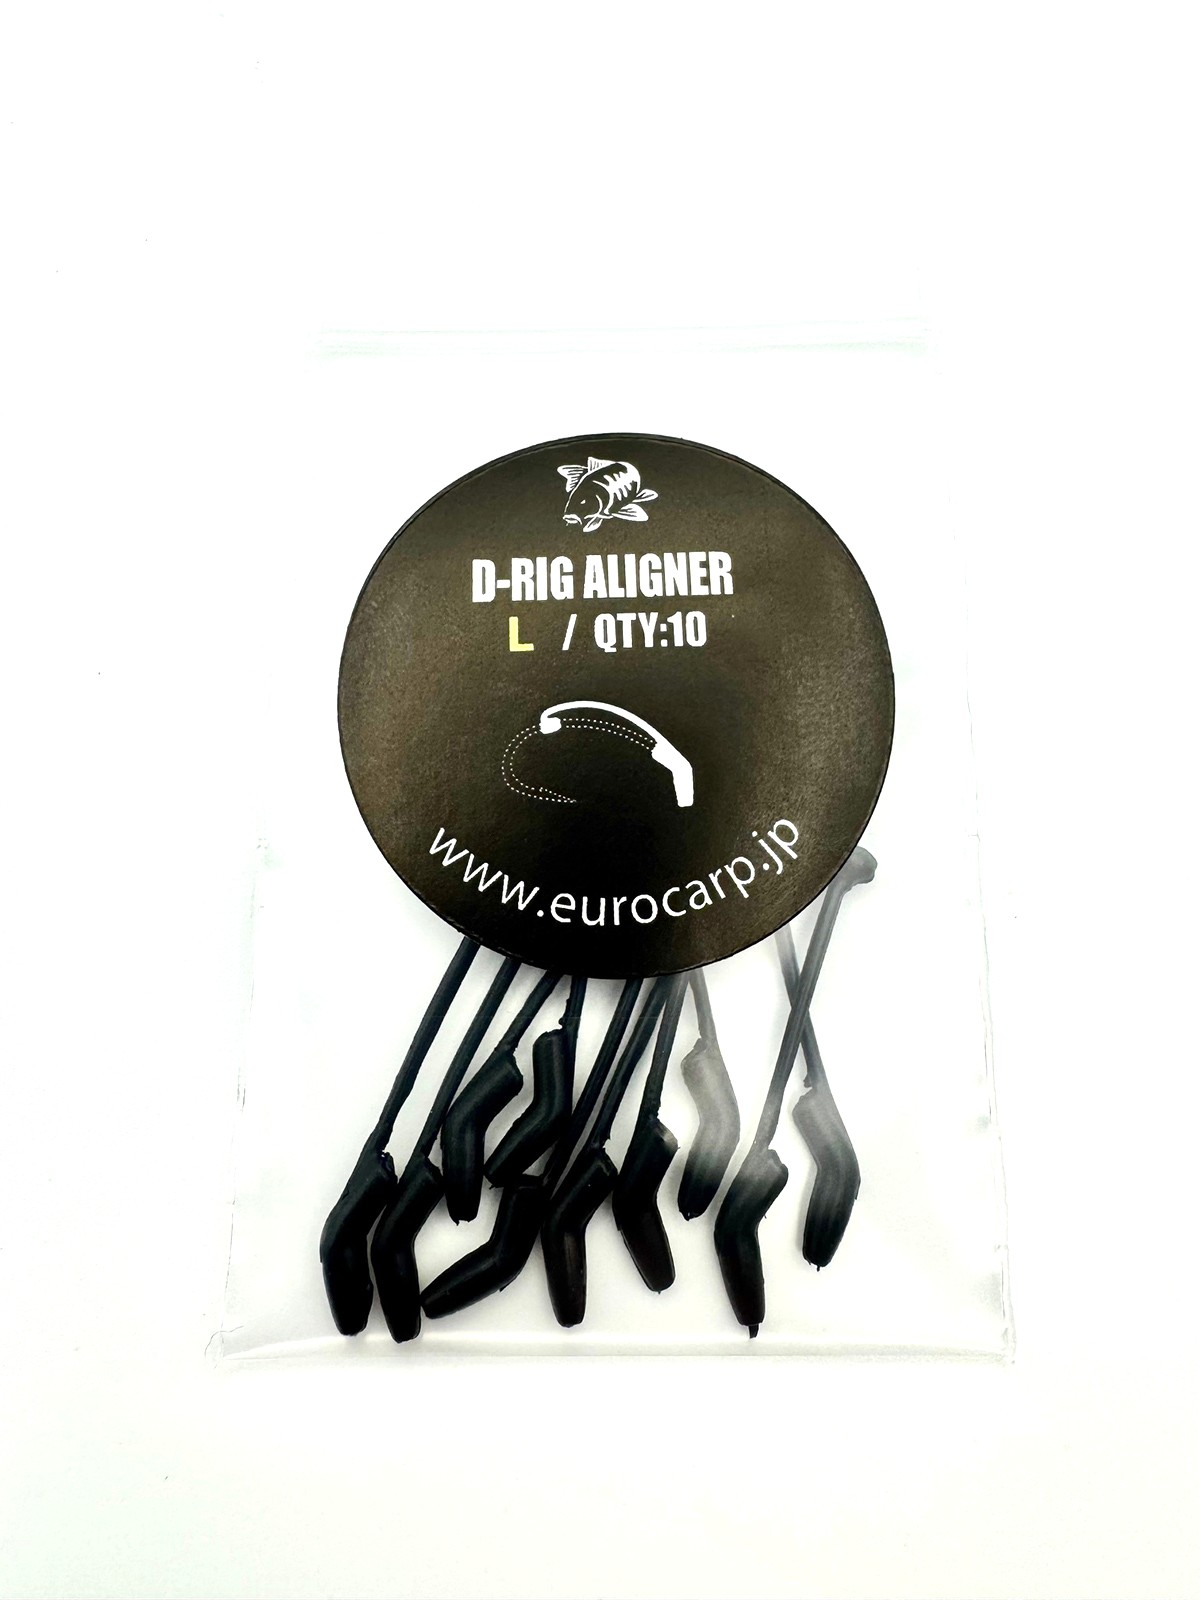 D-RIG ALIGNER
L / QTY:10
www.eurocarp.jp